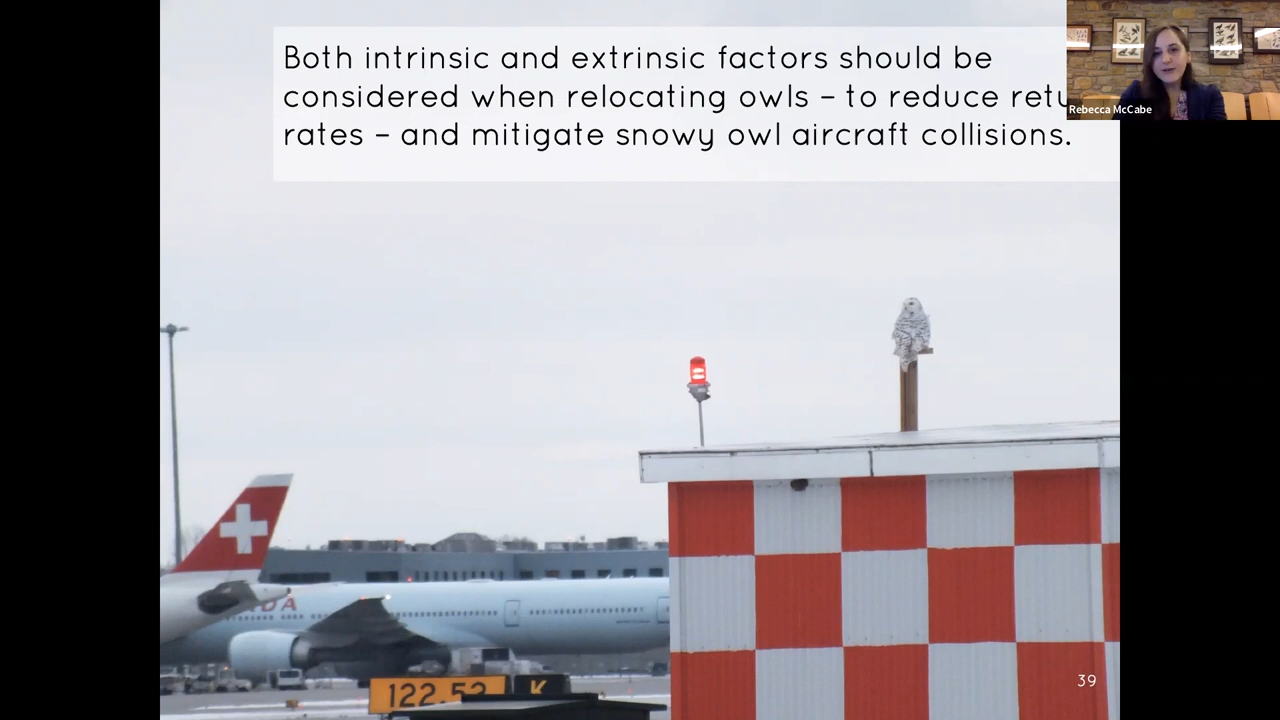 Both intrinsic and extrinsic factors should be
considered when relocating owls – to reduce
rates – and mitigate snowy owl aircraft collisions.
Rebecca McCabe
122.52
K
39